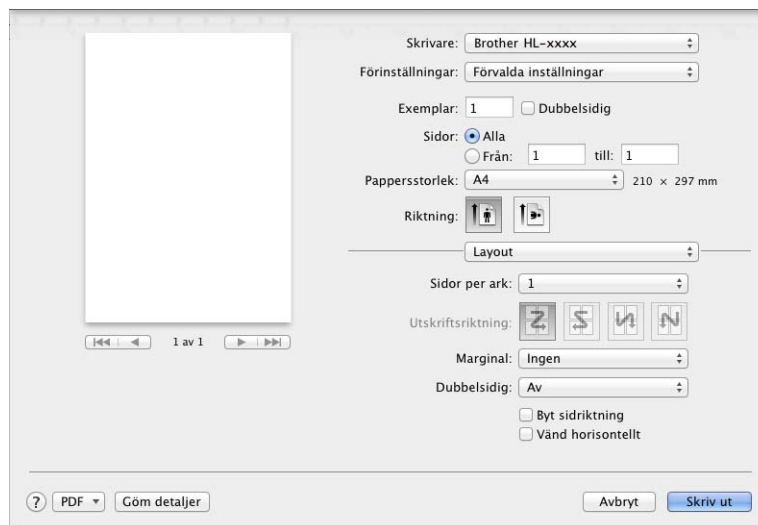 Skrivare: Brother HL-xxxx
Förinställningar: Förvalda inställningar
Exemplar: 1 Dubbelsidig
Sidor: Alla
Från: 1 till: 1
Pappersstorlek: A4 210 × 297 mm
Riktning:
Layout
Sidor per ark: 1
Utskriftsriktning:
1 av 1
Marginal: Ingen
Dubbelsidig: Av
Byt sidriktning
Vänd horisontellt
? PDF Göm detaljer Avbryt Skriv ut